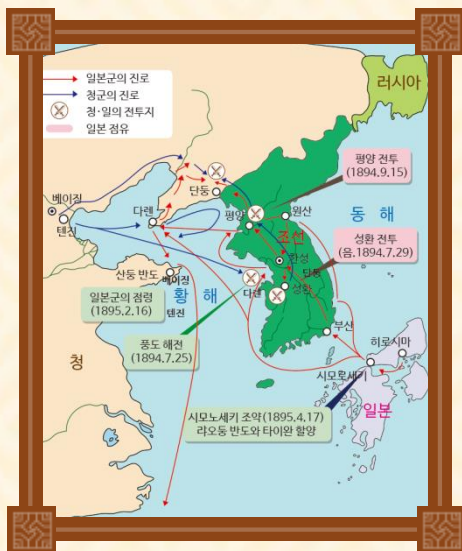 일본군의 진로
청군의 진로
청·일의 전투지
일본 점유
러시아
평양 전투
(1894.9.15)
베이징
톈진
단둥
다롄
평양
원산
동 해
조선
성환 전투
(음.1894.7.29)
한성
단둥
산둥 반도
베이징
톈진
황 해
다롄
성환
일본군의 점령
(1895.2.16)
풍도 해전
(1894.7.25)
부산
히로시마
시모노세키
청
일본
시모노세키 조약(1895.4.17)
랴오둥 반도와 타이완 할양